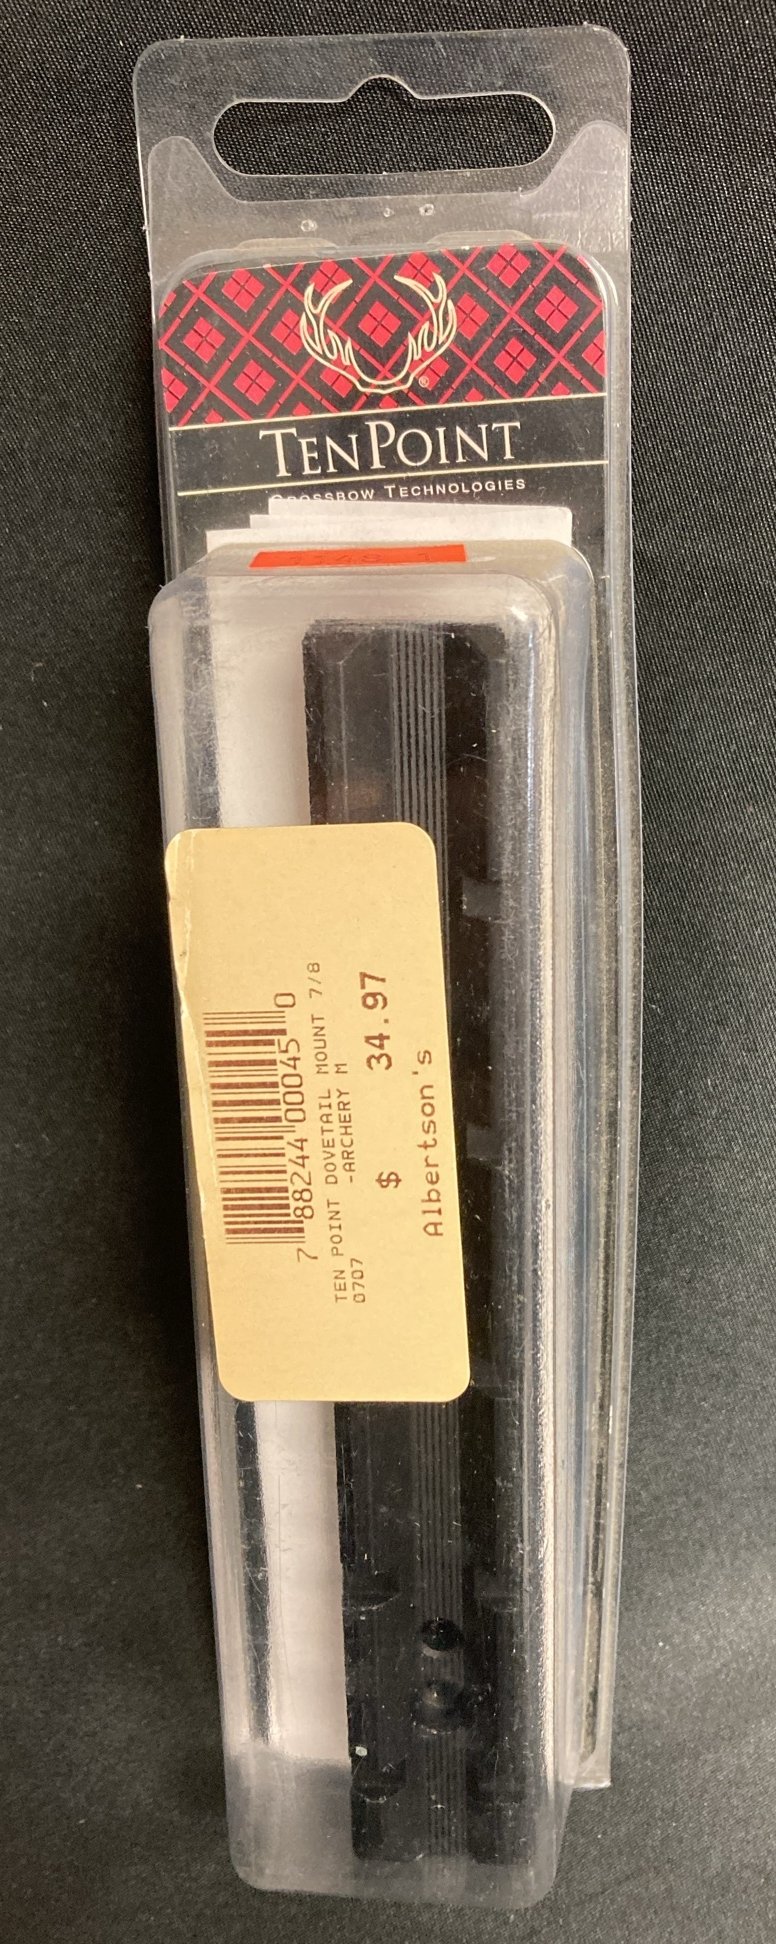 ®
TENPOINT
CROSSBOW TECHNOLOGIES
7 88244 00045 0
TEN POINT DOVETAIL MOUNT 7/8
0707 -ARCHERY M
$ 34.97
Albertson's